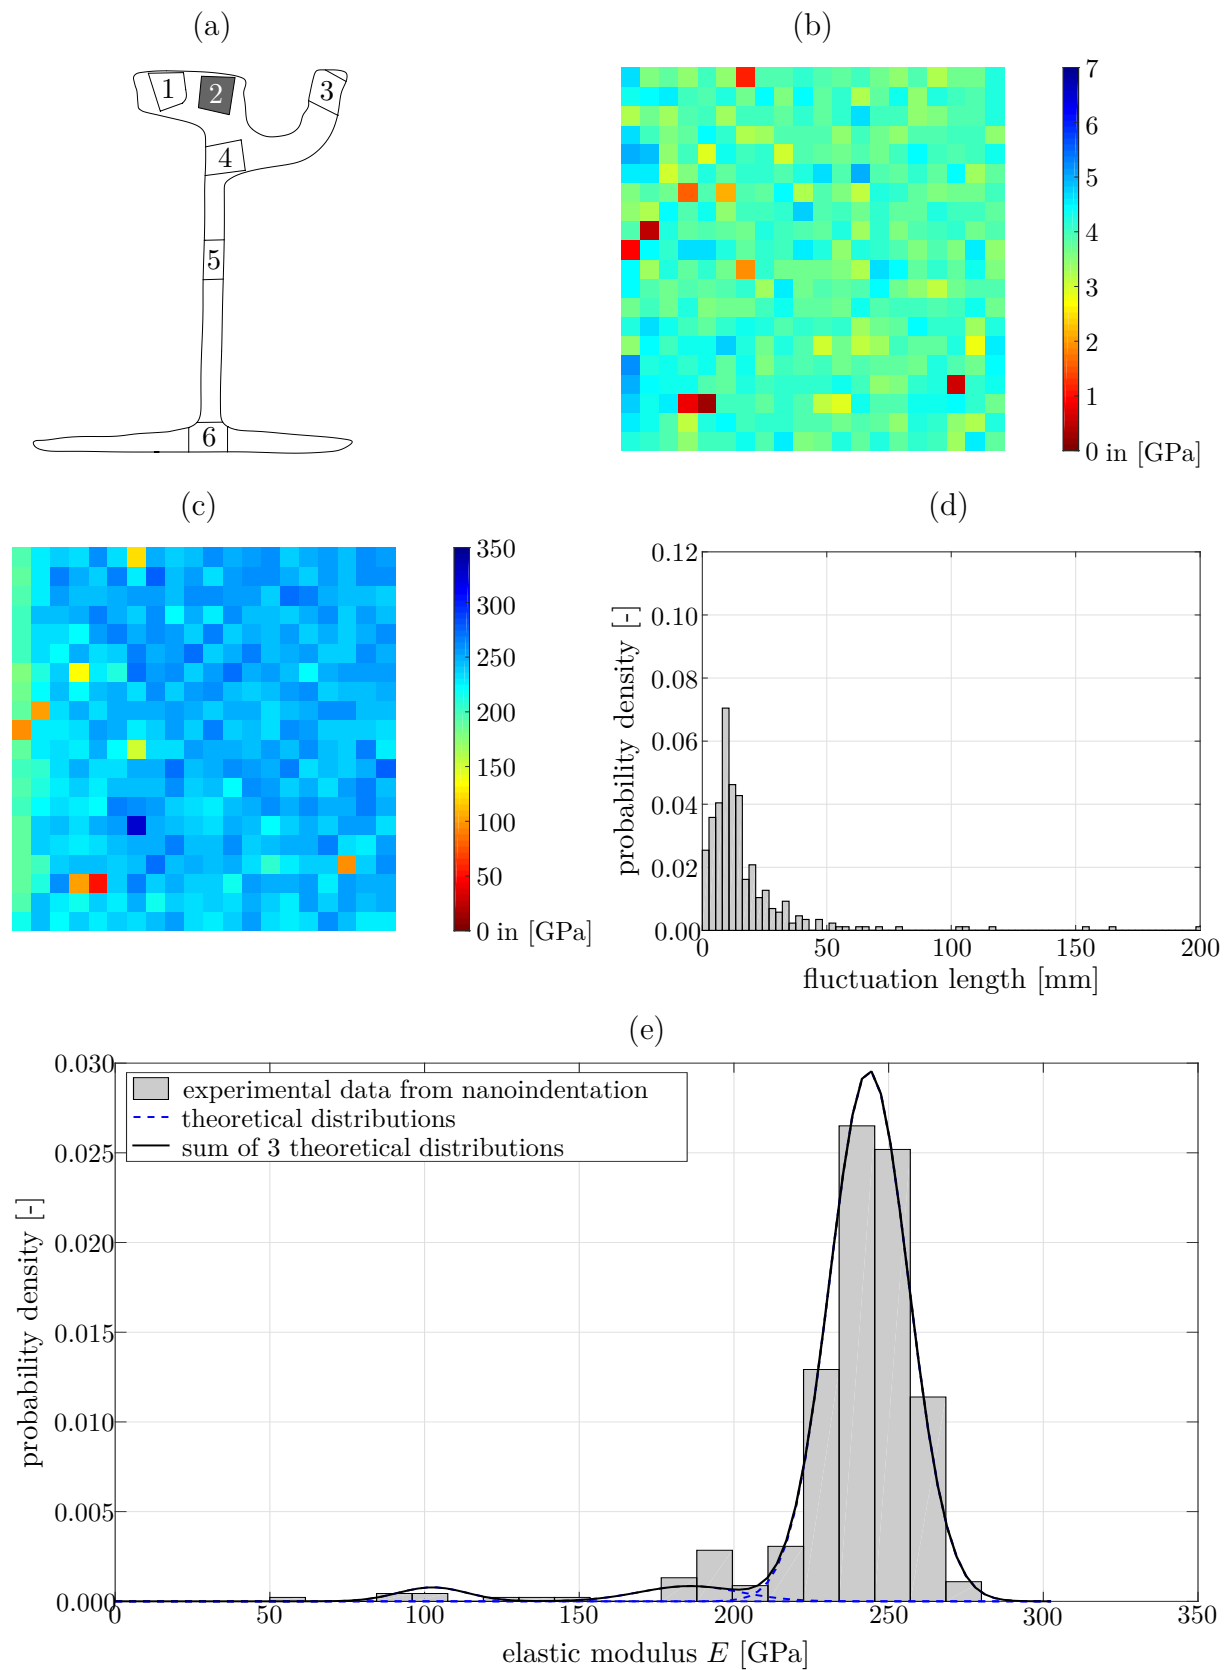 (a)
1
2
3
4
5
6
(b)
7
6
5
4
3
2
1
0 in [GPa]
(c)
350
300
250
200
150
100
50
0 in [GPa]
(d)
0.12
0.10
0.08
0.06
0.04
0.02
0.00
probability density [-]
0 50 100 150 200
fluctuation length [mm]
(e)
0.030
0.025
0.020
0.015
0.010
0.005
0.000
probability density [-]
experimental data from nanoindentation
theoretical distributions
sum of 3 theoretical distributions
0 50 100 150 200 250 300 350
elastic modulus E [GPa]